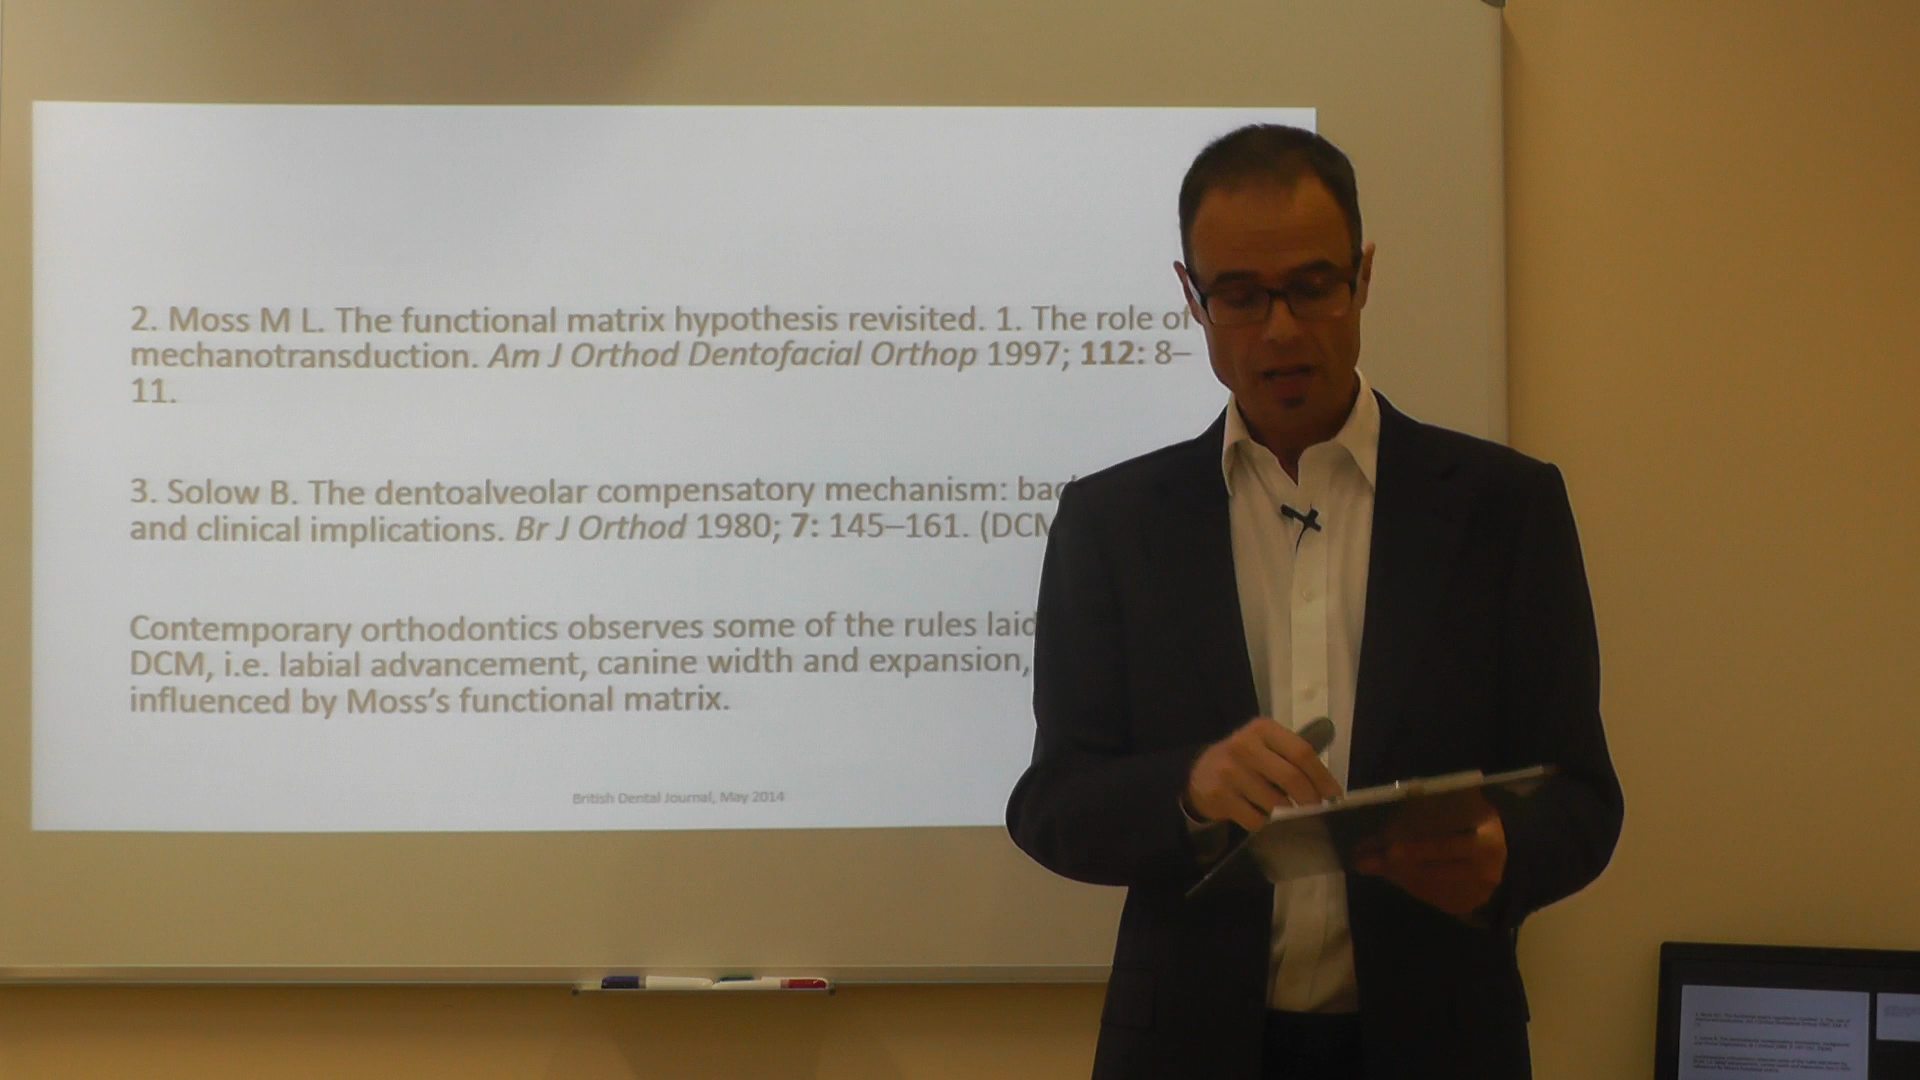 2. Moss M L. The functional matrix hypothesis revisited. 1. The role of
mechanotransduction. Am J Orthod Dentofacial Orthop 1997; 112: 8–
11.
3. Solow B. The dentoalveolar compensatory mechanism:
and clinical implications. Br J Orthod 1980; 7: 145–161.
Contemporary orthodontics observes some of the rules laid
DCM, i.e. labial advancement, canine width and expansion,
influenced by Moss’s functional matrix.
British Dental Journal, May 2014